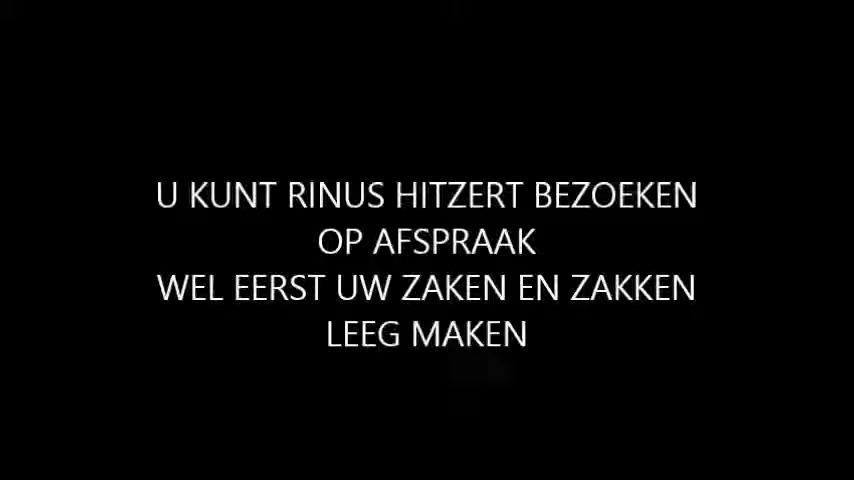 U KUNT RINUS HITZERT BEZOEKEN
OP AFSPRAAK
WEL EERST UW ZAKEN EN ZAKKEN
LEEG MAKEN